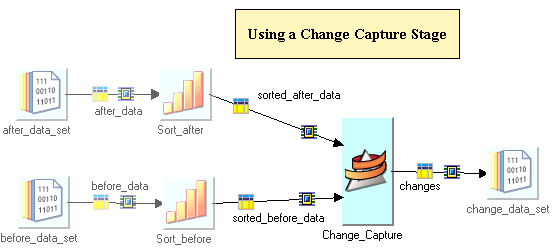 Using a Change Capture Stage
111
00110
11011
after_data_set
after_data
Sort_after
sorted_after_data
111
00110
11011
before_data_set
before_data
Sort_before
sorted_before_data
Change_Capture
changes
111
00110
11011
change_data_set